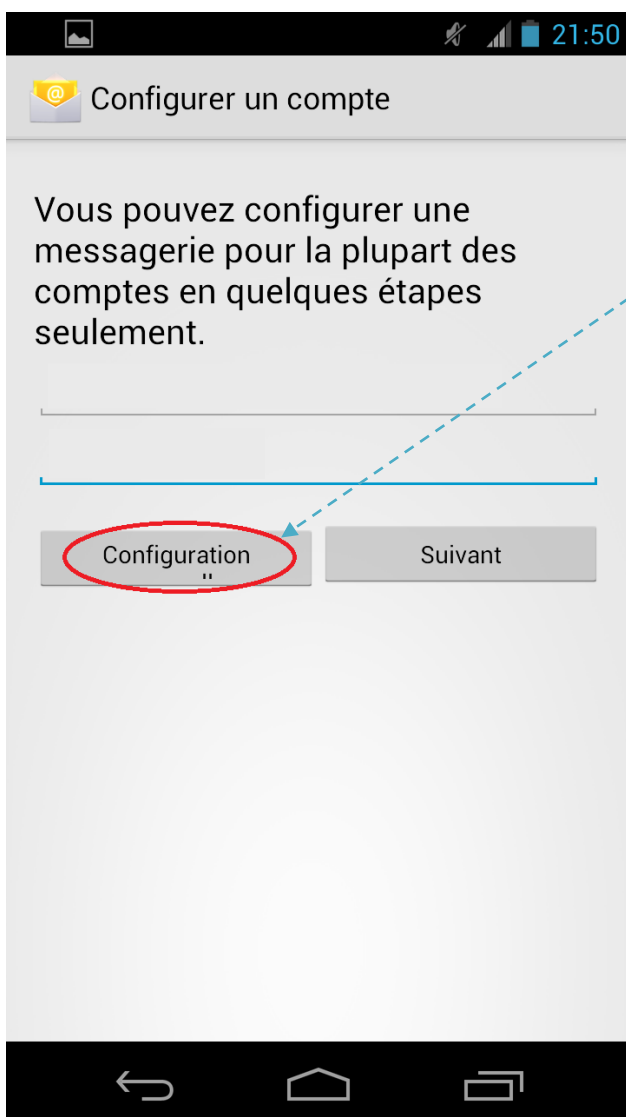 21:50
Configurer un compte
Vous pouvez configurer une
messagerie pour la plupart des
comptes en quelques étapes
seulement.
Configuration
Suivant